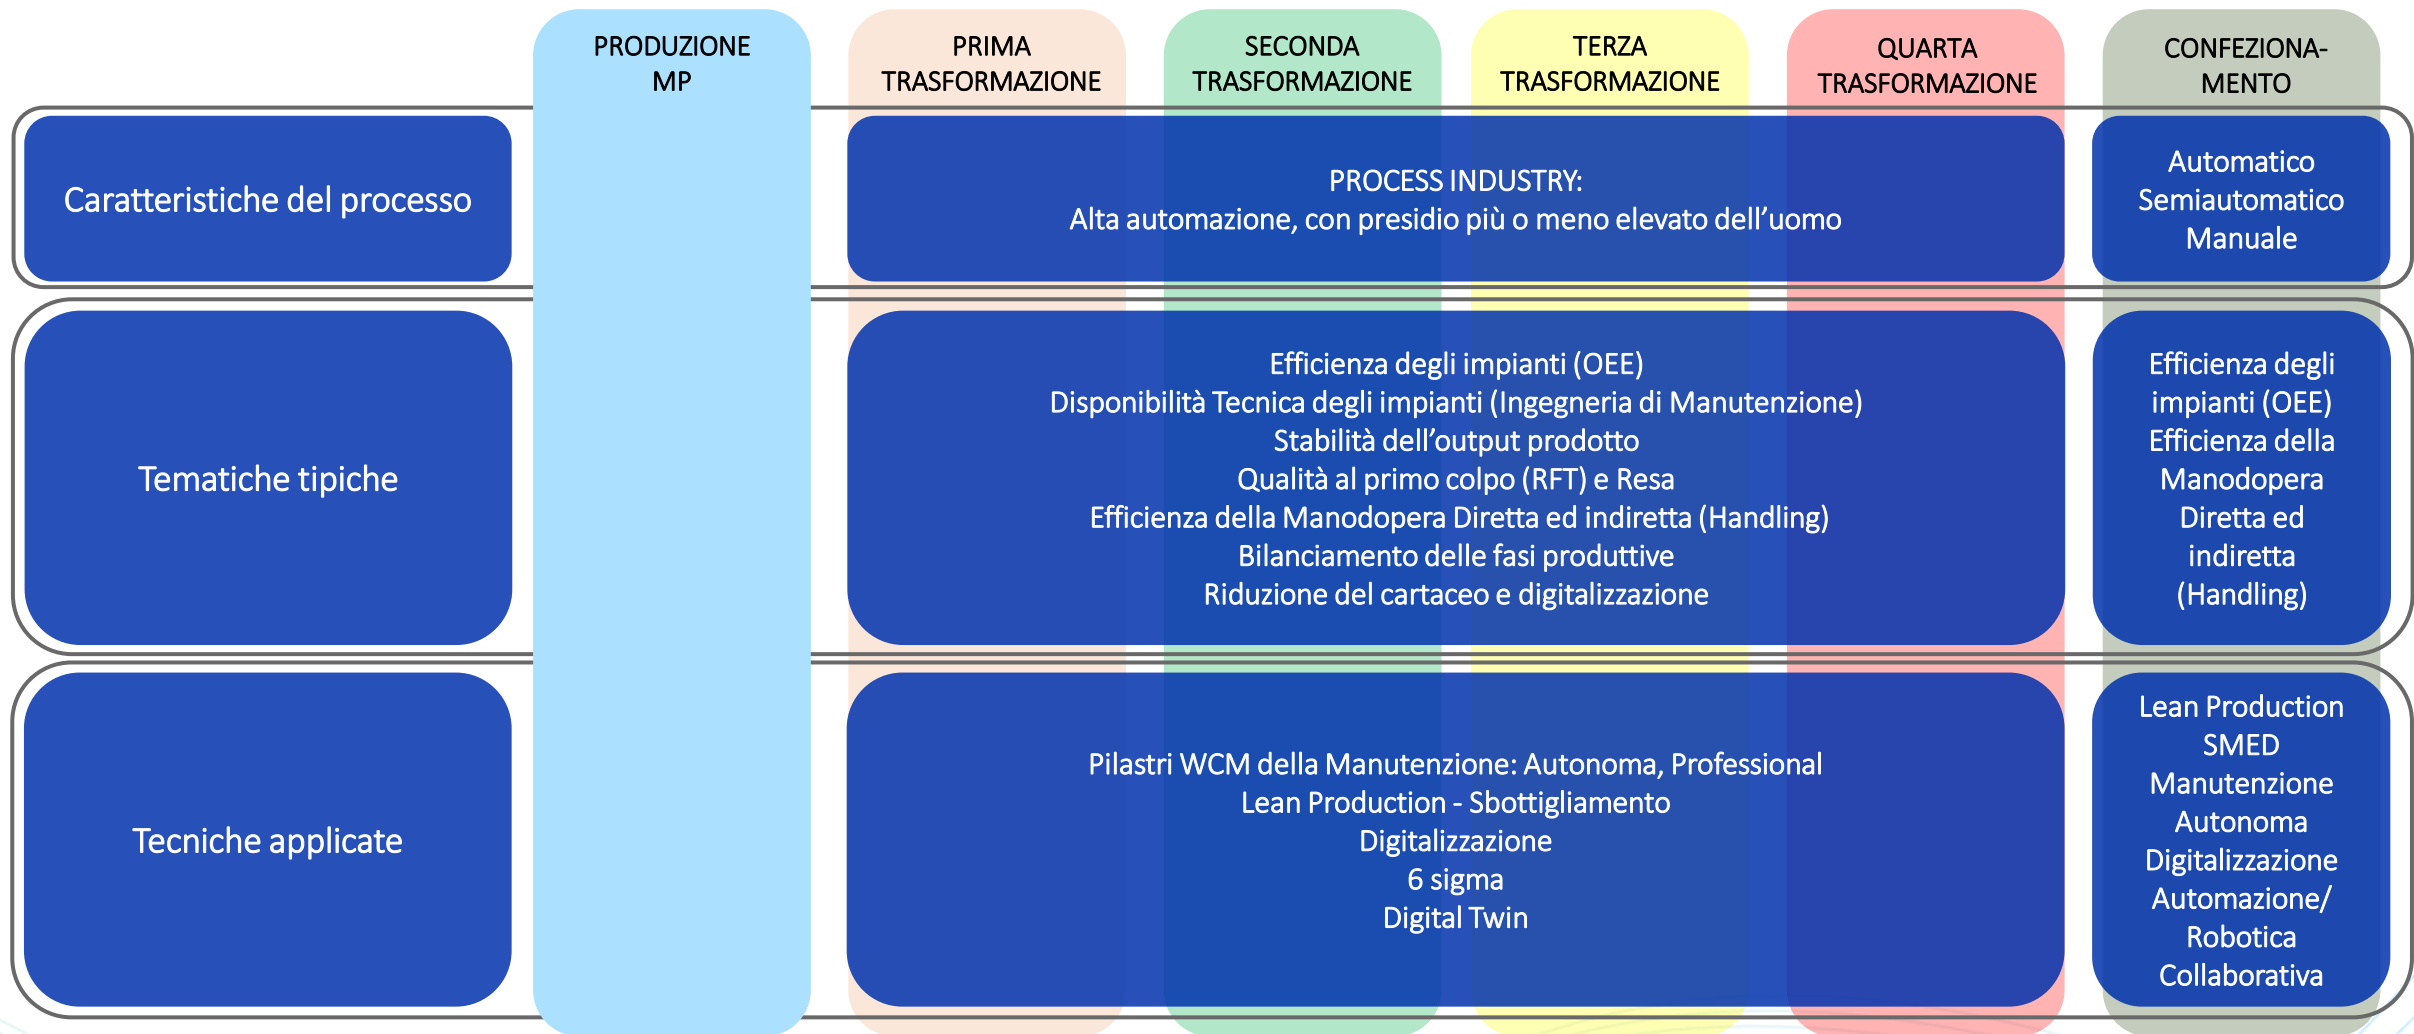 PRODUZIONE
MP
PRIMA
TRASFORMAZIONE
SECONDA
TRASFORMAZIONE
TERZA
TRASFORMAZIONE
QUARTA
TRASFORMAZIONE
CONFEZIONA-
MENTO
Caratteristiche del processo
PROCESS INDUSTRY:
Alta automazione, con presidio più o meno elevato dell’uomo
Automatico
Semiautomatico
Manuale
Tematiche tipiche
Efficienza degli impianti (OEE)
Disponibilità Tecnica degli impianti (Ingegneria di Manutenzione)
Stabilità dell’output prodotto
Qualità al primo colpo (RFT) e Resa
Efficienza della Manodopera Diretta ed indiretta (Handling)
Bilanciamento delle fasi produttive
Riduzione del cartaceo e digitalizzazione
Efficienza degli
impianti (OEE)
Efficienza della
Manodopera
Diretta ed
indiretta
(Handling)
Tecniche applicate
Pilastri WCM della Manutenzione: Autonoma, Professional
Lean Production - Sbottigliamento
Digitalizzazione
6 sigma
Digital Twin
Lean Production
SMED
Manutenzione
Autonoma
Digitalizzazione
Automazione/
Robotica
Collaborativa